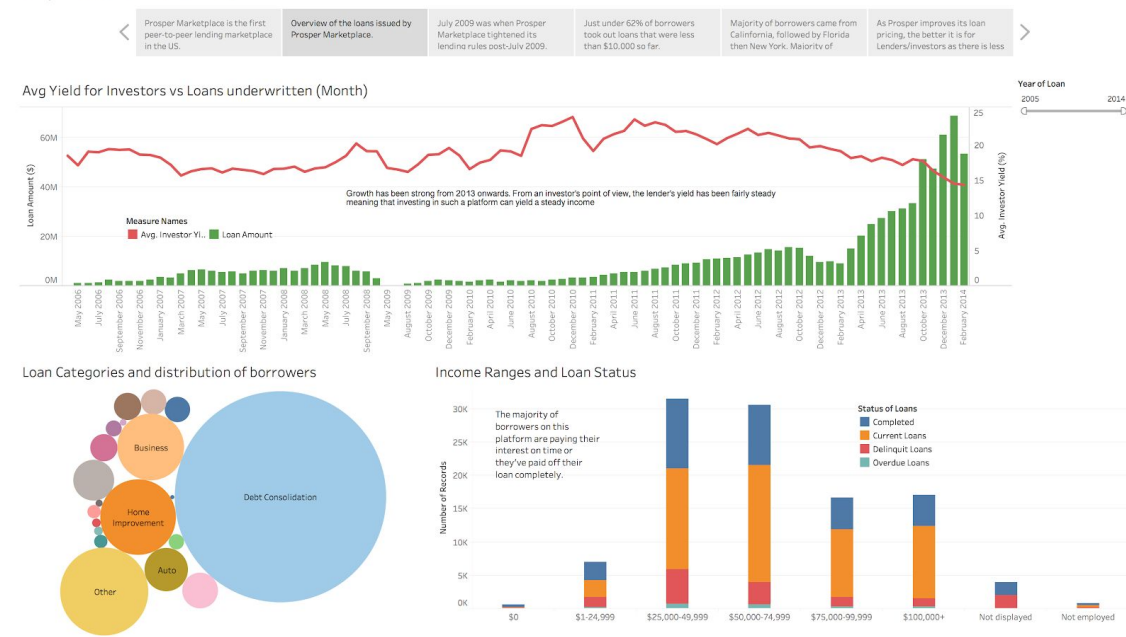 Prosper Marketplace is the first
peer-to-peer lending marketplace
in the US.
Overview of the loans issued by
Prosper Marketplace.
July 2009 was when Prosper
Marketplace tightened its
lending rules post-July 2009.
Just under 62% of borrowers
took out loans that were less
than $10,000 so far.
Majority of borrowers came from
California, followed by Florida
then New York. Majority of
As Prosper improves its loan
pricing, the better it is for
Lenders/investors as there is less
Avg Yield for Investors vs Loans underwritten (Month)
Year of Loan
2005 2014
Loan Amount ($)
60M
40M
20M
0M
25
20
15
10
5
0
Avg. Investor Yield (%)
Growth has been strong from 2013 onwards. From an investor's point of view, the lender's yield has been fairly steady
meaning that investing in such a platform can yield a steady income
Measure Names
Avg. Investor Yi.. Loan Amount
May 2006
July 2006
September 2006
November 2006
January 2007
March 2007
May 2007
July 2007
September 2007
November 2007
January 2008
March 2008
May 2008
July 2008
September 2008
May 2009
August 2009
October 2009
December 2009
February 2010
April 2010
June 2010
August 2010
October 2010
December 2010
February 2011
April 2011
June 2011
August 2011
October 2011
December 2011
February 2012
April 2012
June 2012
August 2012
October 2012
December 2012
February 2013
April 2013
June 2013
August 2013
October 2013
December 2013
February 2014
Loan Categories and distribution of borrowers
Business
Debt Consolidation
Home
Improvement
Auto
Other
Income Ranges and Loan Status
Number of Records
30K
25K
20K
15K
10K
5K
0K
The majority of
borrowers on this
platform are paying their
interest on time or
they've paid off their
loan completely.
Status of Loans
Completed
Current Loans
Delinquit Loans
Overdue Loans
$0
$1-24,999
$25,000-49,999
$50,000-74,999
$75,000-99,999
$100,000+
Not displayed
Not employed